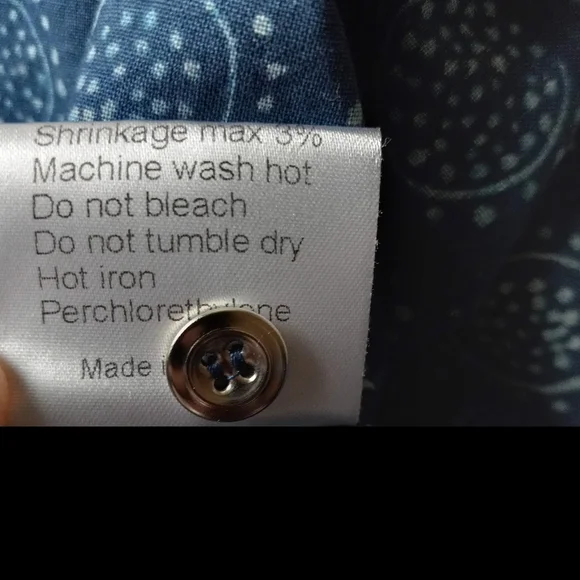 Shrinkage max 3%
Machine wash hot
Do not bleach
Do not tumble dry
Hot iron
Perchlorethylene
Made